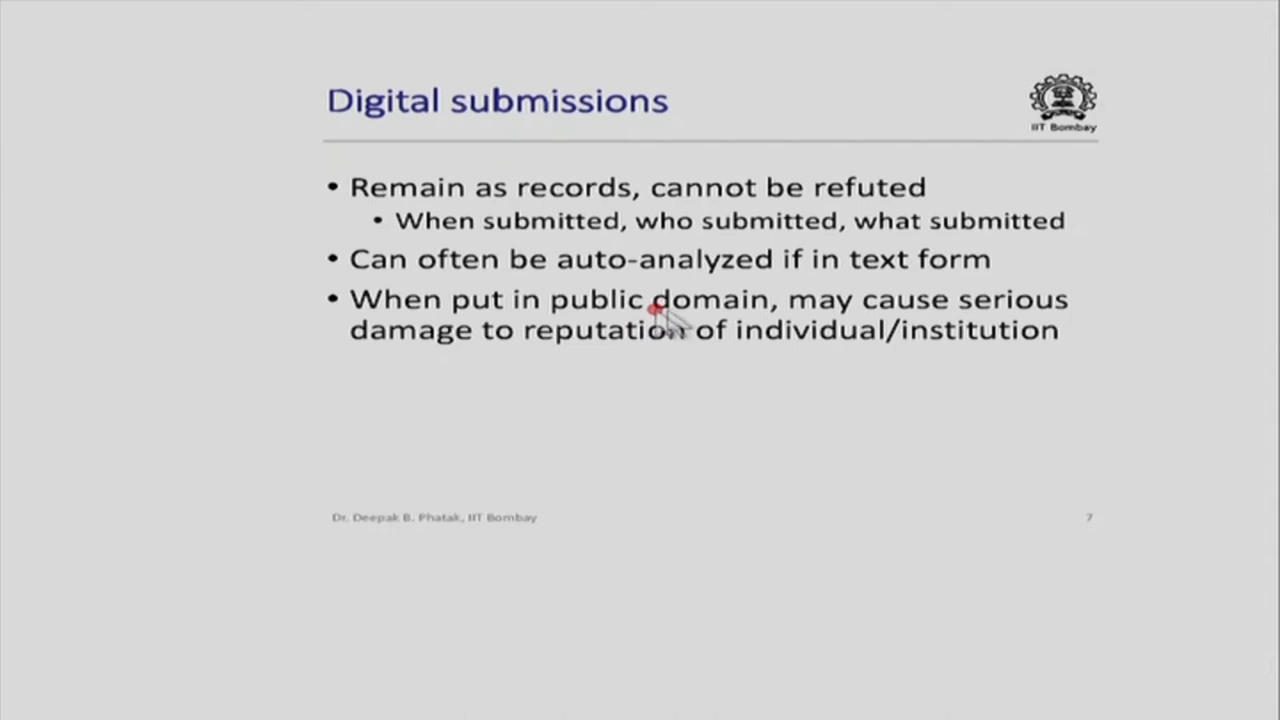 Digital submissions
IIT Bombay
• Remain as records, cannot be refuted
• When submitted, who submitted, what submitted
• Can often be auto-analyzed if in text form
• When put in public domain, may cause serious
damage to reputation of individual/institution
Dr. Deepak B. Phatak, IIT Bombay
7